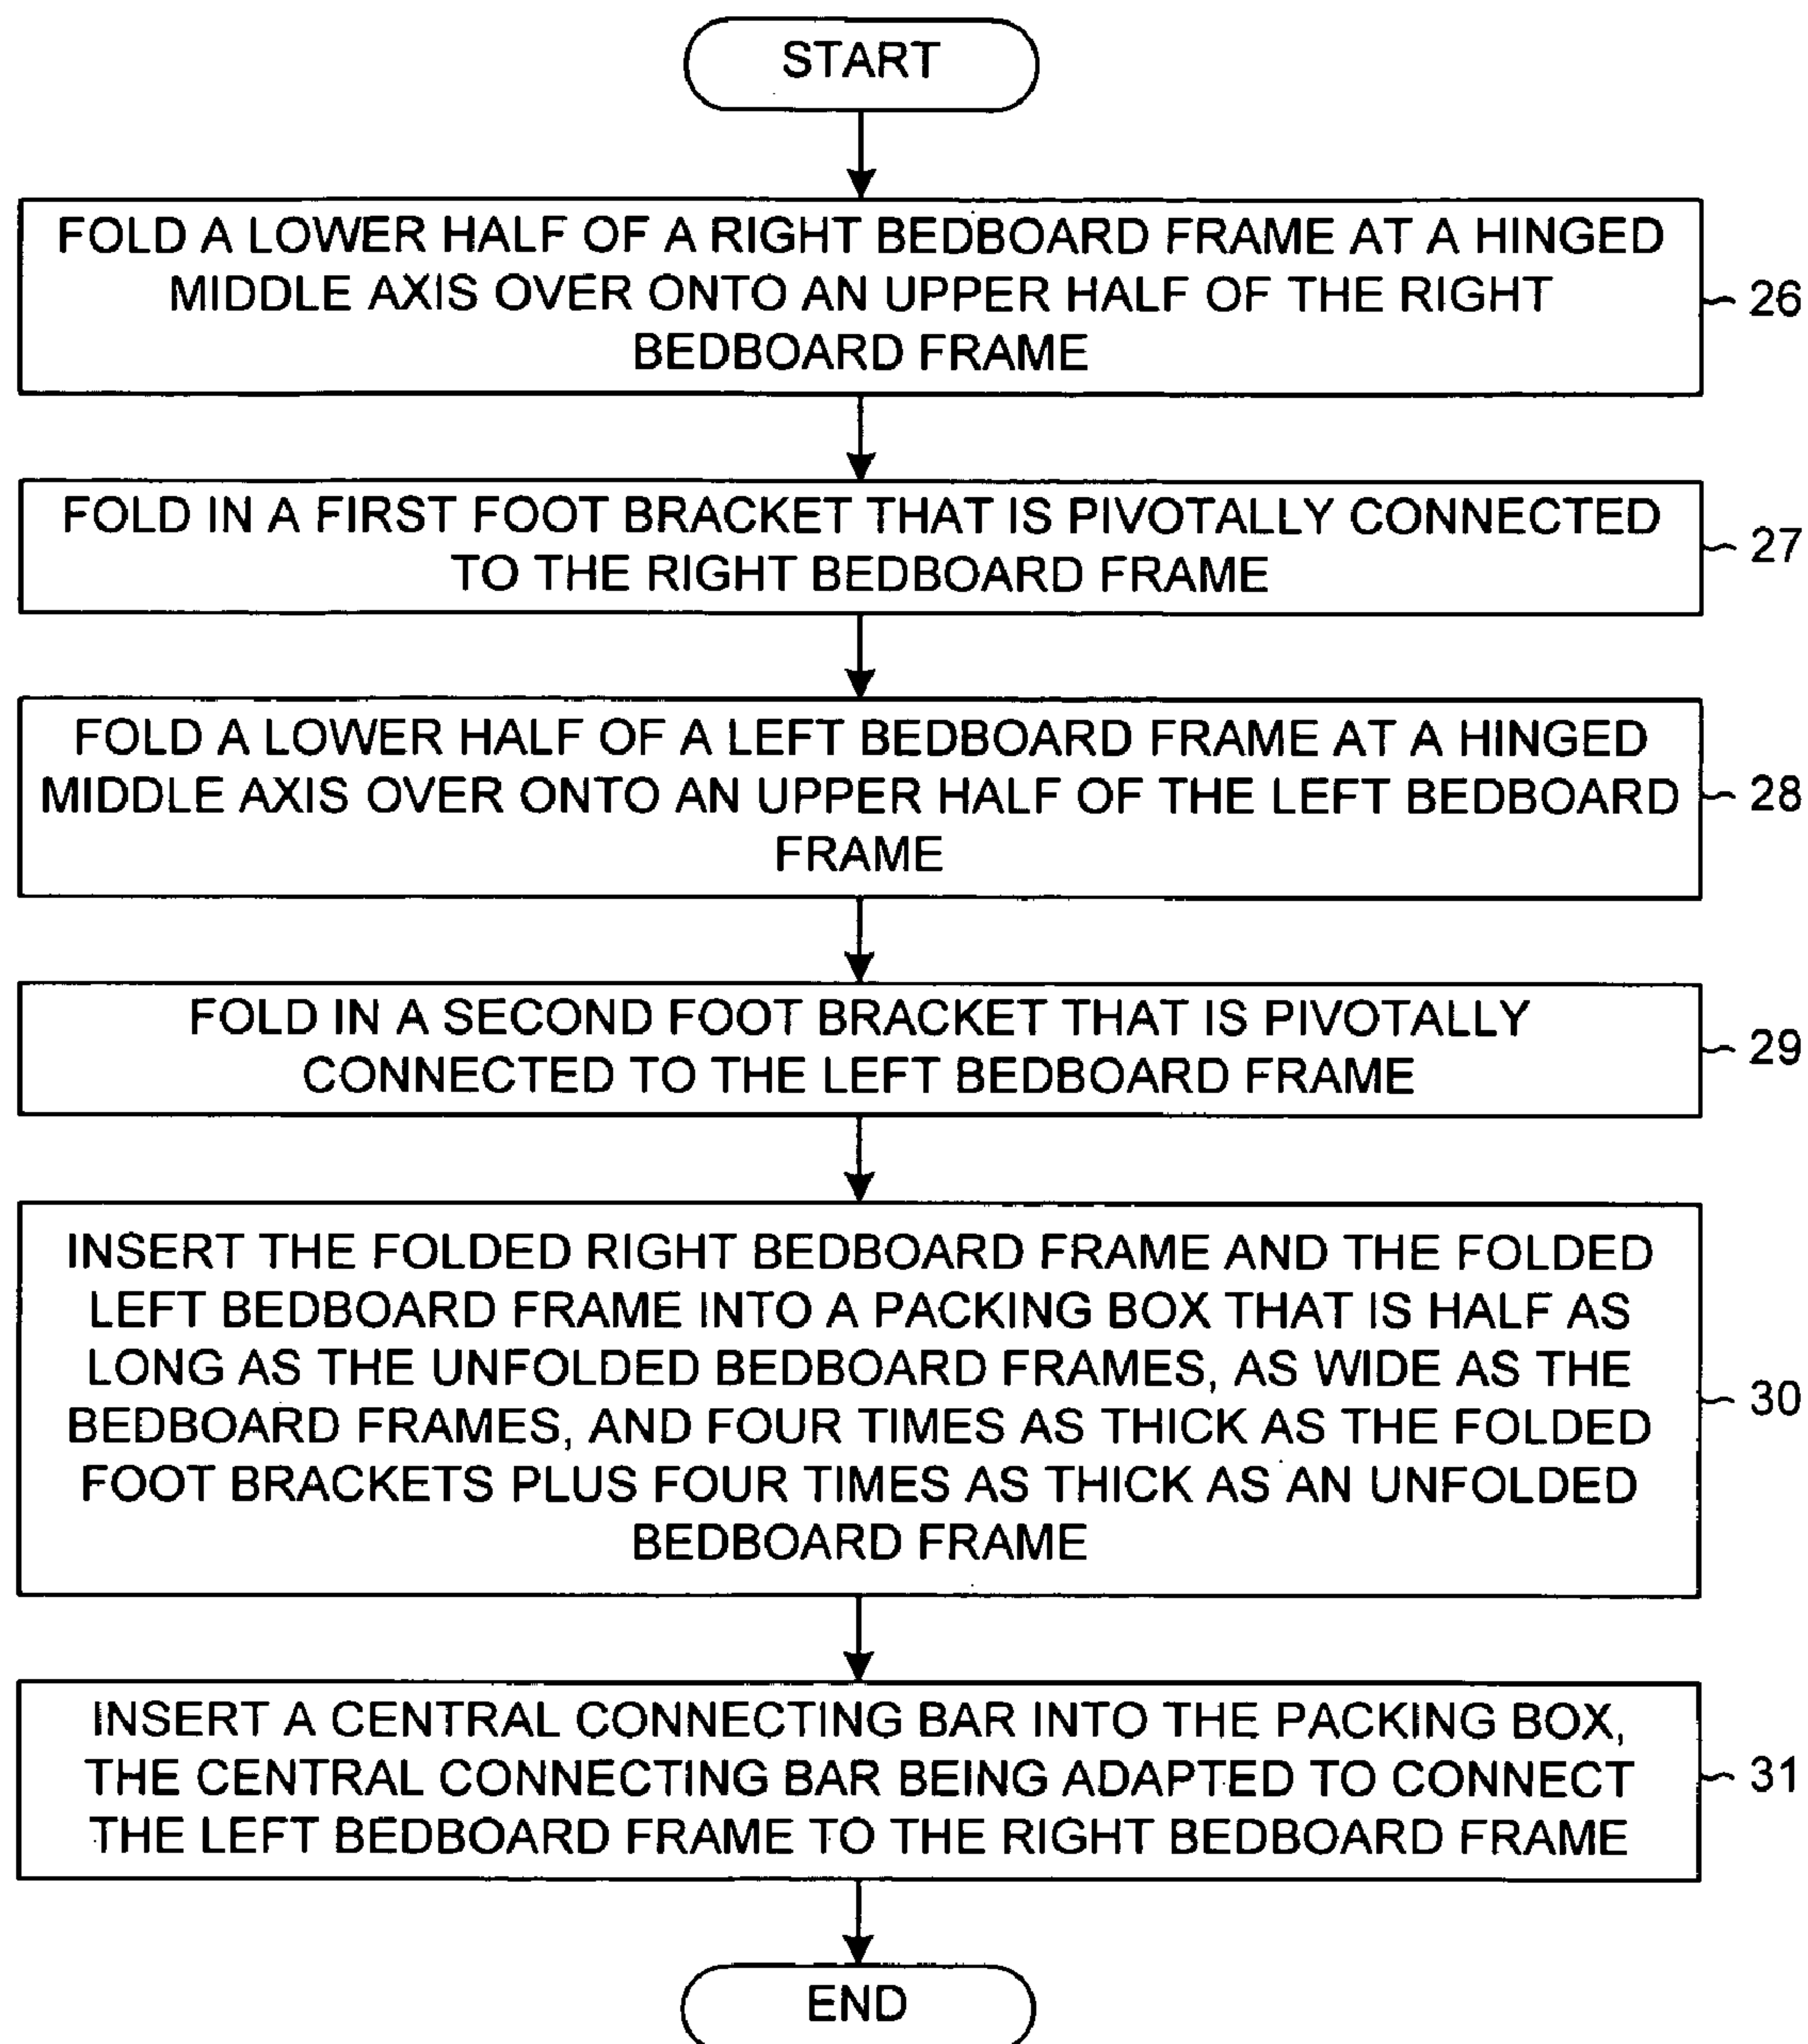 START
FOLD A LOWER HALF OF A RIGHT BEDBOARD FRAME AT A HINGED
MIDDLE AXIS OVER ONTO AN UPPER HALF OF THE RIGHT
BEDBOARD FRAME
26
FOLD IN A FIRST FOOT BRACKET THAT IS PIVOTALLY CONNECTED
TO THE RIGHT BEDBOARD FRAME
27
FOLD A LOWER HALF OF A LEFT BEDBOARD FRAME AT A HINGED
MIDDLE AXIS OVER ONTO AN UPPER HALF OF THE LEFT BEDBOARD
FRAME
28
FOLD IN A SECOND FOOT BRACKET THAT IS PIVOTALLY
CONNECTED TO THE LEFT BEDBOARD FRAME
29
INSERT THE FOLDED RIGHT BEDBOARD FRAME AND THE FOLDED
LEFT BEDBOARD FRAME INTO A PACKING BOX THAT IS HALF AS
LONG AS THE UNFOLDED BEDBOARD FRAMES, AS WIDE AS THE
BEDBOARD FRAMES, AND FOUR TIMES AS THICK AS THE FOLDED
FOOT BRACKETS PLUS FOUR TIMES AS THICK AS AN UNFOLDED
BEDBOARD FRAME
30
INSERT A CENTRAL CONNECTING BAR INTO THE PACKING BOX,
THE CENTRAL CONNECTING BAR BEING ADAPTED TO CONNECT
THE LEFT BEDBOARD FRAME TO THE RIGHT BEDBOARD FRAME
31
END